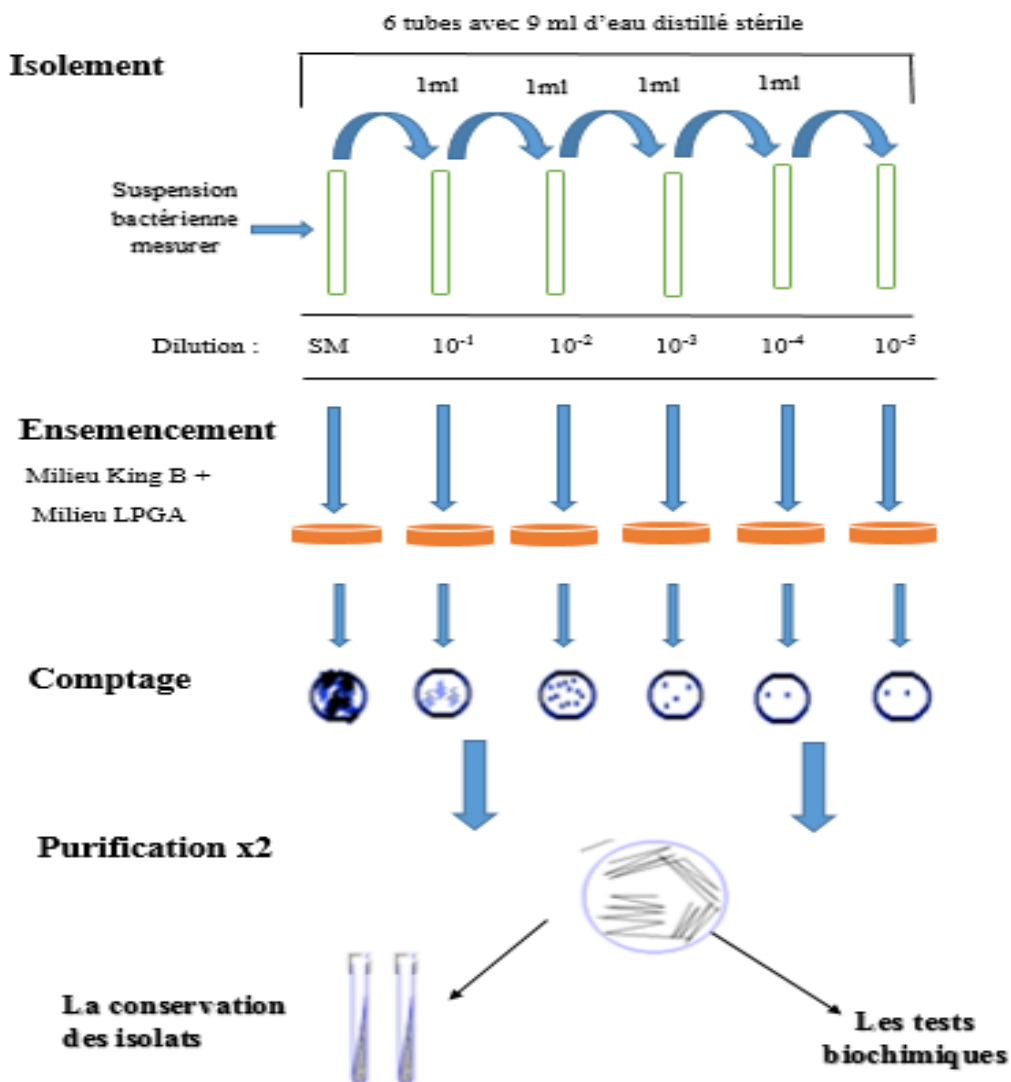 6 tubes avec 9 ml d'eau distillé stérile
Isolement
1ml 1ml 1ml 1ml
Suspension
bactérienne
mesurer
Dilution : SM 10⁻¹ 10⁻² 10⁻³ 10⁻⁴ 10⁻⁵
Ensemencement
Milieu King B +
Milieu LPGA
Comptage
Purification x2
La conservation
des isolats
Les tests
biochimiques